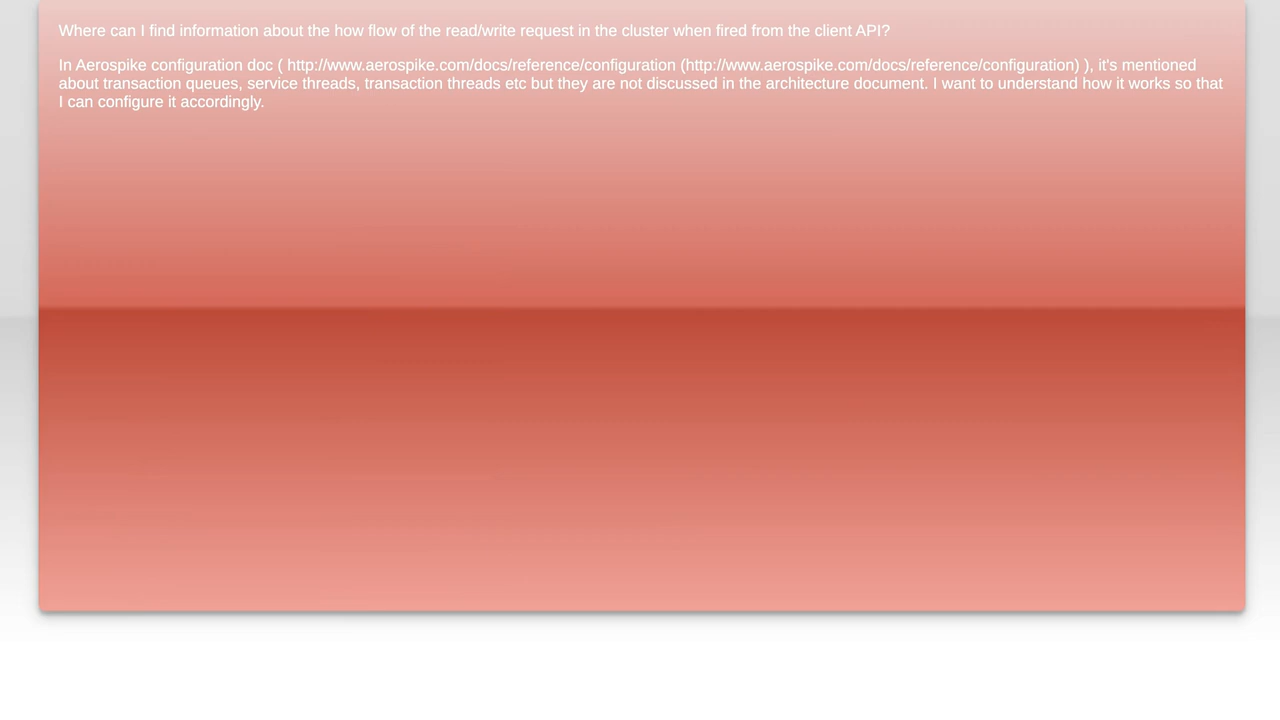 Where can I find information about the how flow of the read/write request in the cluster when fired from the client API?
In Aerospike configuration doc ( http://www.aerospike.com/docs/reference/configuration (http://www.aerospike.com/docs/reference/configuration) ), it's mentioned
about transaction queues, service threads, transaction threads etc but they are not discussed in the architecture document. I want to understand how it works so that
I can configure it accordingly.